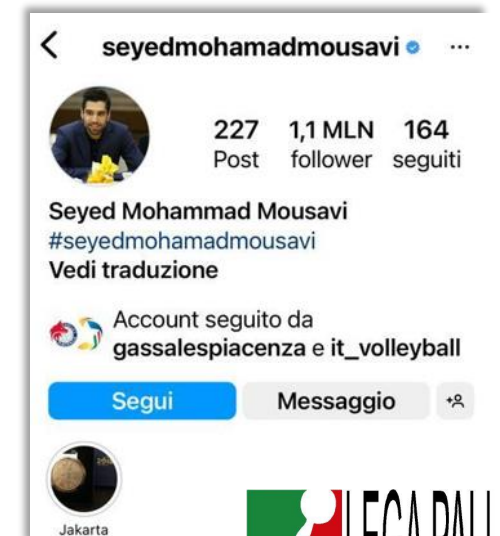 seyedmohamadmousavi
227 1,1 MLN 164
Post follower seguiti
Seyed Mohammad Mousavi
#seyedmohamadmousavi
Vedi traduzione
Account seguito da
gassalespiacenza e it_volleyball
Segui Messaggio
Jakarta